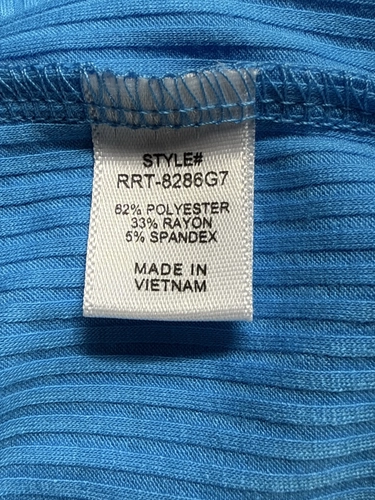 STYLE#
RRT-8286G7
62% POLYESTER
33% RAYON
5% SPANDEX
MADE IN
VIETNAM